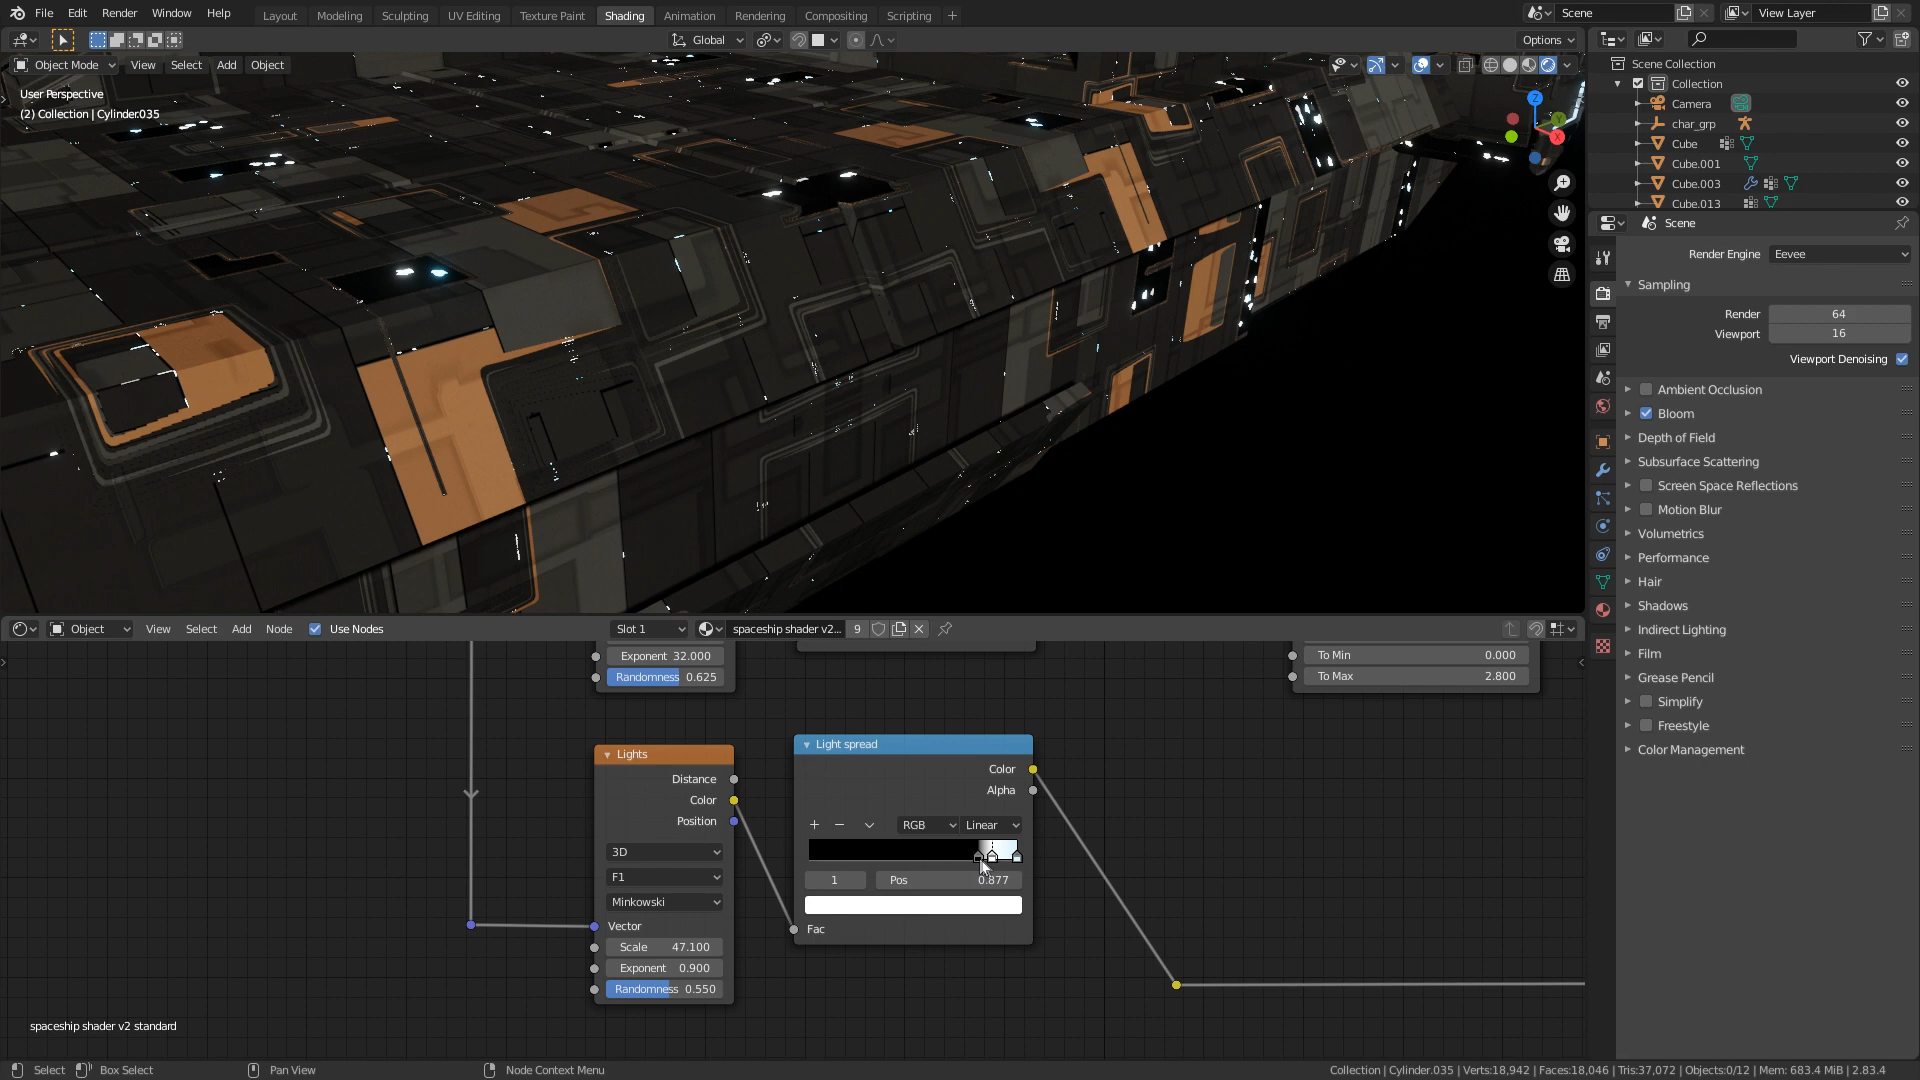 File Edit Render Window Help Layout Modeling Sculpting UV Editing Texture Paint Shading Animation Rendering Compositing Scripting + Scene View Layer
Global Options
Object Mode View Select Add Object
User Perspective
(2) Collection | Cylinder.035
Z
Y
X
Scene Collection
Collection
Camera
char_grp
Cube
Cube.001
Cube.003
Cube.013
Scene
Render Engine Eevee
Sampling
Render 64
Viewport 16
Viewport Denoising
Ambient Occlusion
Bloom
Depth of Field
Subsurface Scattering
Screen Space Reflections
Motion Blur
Volumetrics
Performance
Hair
Shadows
Indirect Lighting
Film
Grease Pencil
Simplify
Freestyle
Color Management
Object View Select Add Node Use Nodes Slot 1 spaceship shader v2... 9
Exponent 32.000
Randomness 0.625
To Min 0.000
To Max 2.800
Lights
Distance
Color
Position
3D
F1
Minkowski
Vector
Scale 47.100
Exponent 0.900
Randomness 0.550
Light spread
Color
Alpha
+ − RGB Linear
1 Pos 0.877
Fac
spaceship shader v2 standard
Select Box Select Pan View Node Context Menu Collection | Cylinder.035 | Verts:18,942 | Faces:18,046 | Tris:37,072 | Objects:0/12 | Mem: 683.4 MiB | 2.83.4